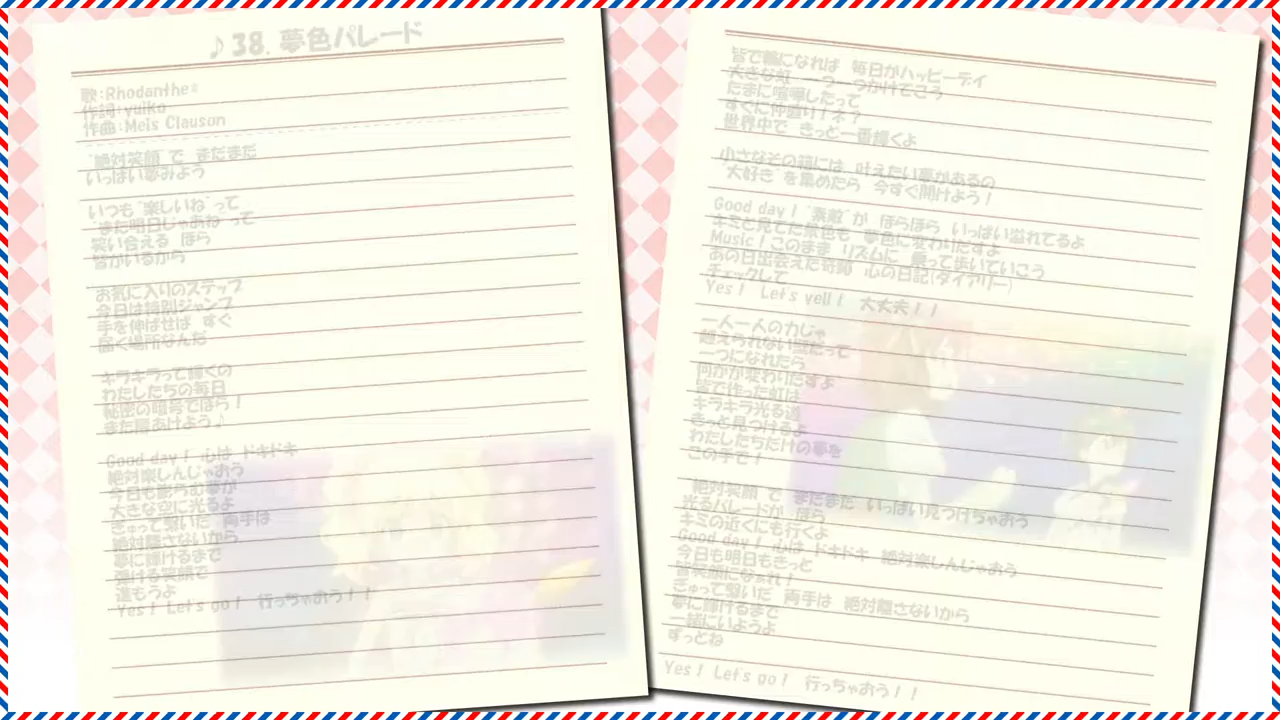 ♪38. 夢色パレード
歌:Rhodanthe*
作詞:yuiko
作曲:Meis Clauson
"絶対笑顔"で まだまだ
いっぱい夢みよう
いつも"楽しいね"って
"また明日じゃあね"って
笑い合える ほら
皆がいるから
お気に入りのステップ
今日は特別ジャンプ
手を伸ばせば すぐ
届く場所なんだ
キラキラって輝くの
わたしたちの毎日
秘密の暗号でほら！
また扉あけよう♪
Good day！ 心は ドキドキ
絶対楽しんじゃおう
今日も歌うの夢が
大きな空に光るよ
ぎゅって繋いだ 両手は
絶対離さないから
夢に輝けるまで
弾ける笑顔で
進もうよ
Yes！ Let's go！ 行っちゃおう！！
皆で輪になれば 毎日がハッピーデイ
大きな虹 一つ一つかけてこう
たまに喧嘩したって
すぐに仲直り！ネ？
世界中で きっと一番輝くよ
小さなその箱には 叶えたい夢があるの
"大好き"を集めたら 今すぐ開けよう！
Good day！"素敵"が ほらほら いっぱい溢れてるよ
キミと見てた景色も 夢色に変わりだすよ
Music！このまま リズムに 乗って歩いていこう
あの日出会えた奇跡 心の日記(ダイアリー)
チェックして
Yes！ Let's yell！ 大丈夫！！
一人一人の力じゃ
越えられない壁だって
一つになれたら
何かが変わりだすよ
皆で作った虹は
キラキラ光る道
きっと見つけるよ
わたしたちだけの夢を
この手で！
"絶対笑顔"で まだまだ いっぱい見つけちゃおう
光るパレードが ほら
キミの近くにも行くよ
Good day！ 心は ドキドキ 絶対楽しんじゃおう
今日も明日もきっと
皆笑顔になぁれ！
ぎゅって繋いだ 両手は 絶対離さないから
夢に輝けるまで
一緒にいようよ
ずっとね
Yes！ Let's go！ 行っちゃおう！！